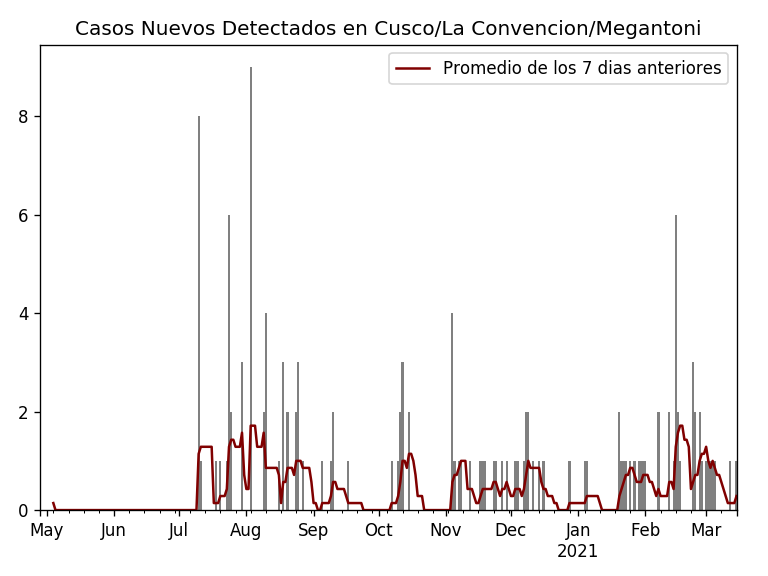 Casos Nuevos Detectados en Cusco/La Convencion/Megantoni
Promedio de los 7 dias anteriores
8
6
4
2
0
May Jun Jul Aug Sep Oct Nov Dec Jan Feb Mar
2021